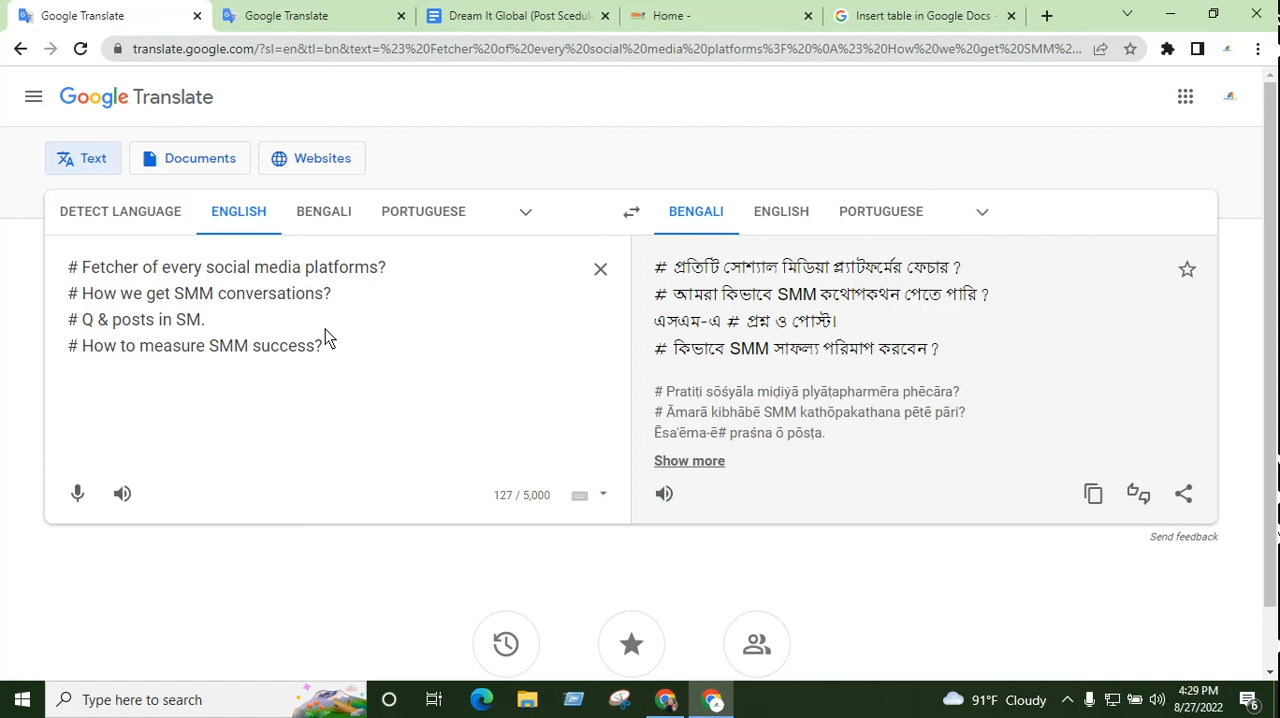 Google Translate
Google Translate
Dream It Global (Post Scedul
Home -
Insert table in Google Docs -
translate.google.com/?sl=en&tl=bn&text=%23%20Fetcher%20of%20every%20social%20media%20platforms%3F%20%0A%23%20How%20we%20get%20SMM%2...
Google Translate
Text
Documents
Websites
DETECT LANGUAGE
ENGLISH
BENGALI
PORTUGUESE
BENGALI
ENGLISH
PORTUGUESE
# Fetcher of every social media platforms?
# How we get SMM conversations?
# Q & posts in SM.
# How to measure SMM success?
127 / 5,000
# প্রতিটি সোশ্যাল মিডিয়া প্ল্যাটফর্মের ফেচার ?
# আমরা কিভাবে SMM কথোপকথন পেতে পারি ?
এসএম-এ # প্রশ্ন ও পোস্ট।
# কিভাবে SMM সাফল্য পরিমাপ করবেন ?
# Pratiṭi sōśyāla miḍiẏā plyāṭapharmēra phēcāra?
# Āmarā kibhābē SMM kathōpakathana pētē pāri?
Ēsa'ēma-ē# praśna ō pōsṭa.
Show more
Send feedback
Type here to search
91°F Cloudy
4:29 PM
8/27/2022
6